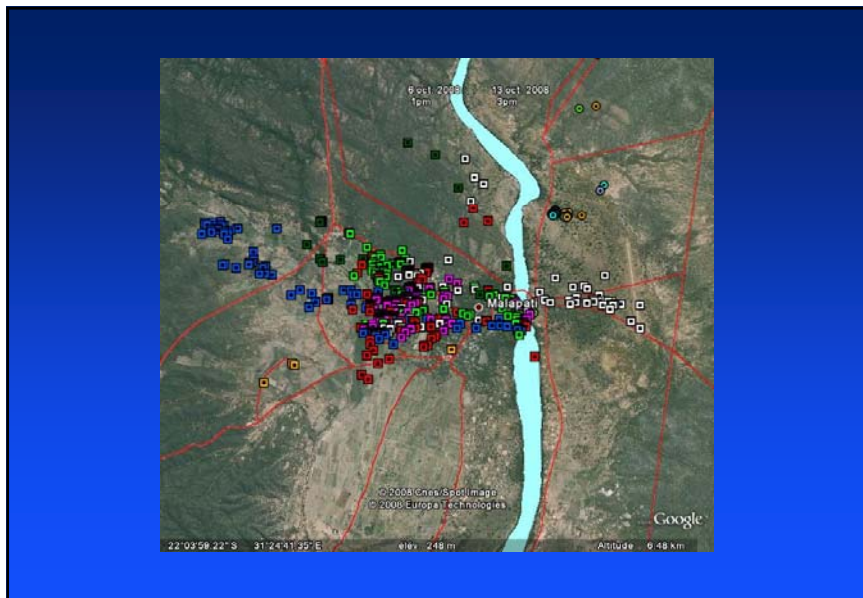 6 oct. 2008 13 oct. 2008
1pm 3pm
Malapati
© 2008 Cnes/Spot Image
© 2008 Europa Technologies
Google
22°03'59.22" S 31°24'41.35" E elev 248 m Altitude 6.48 km